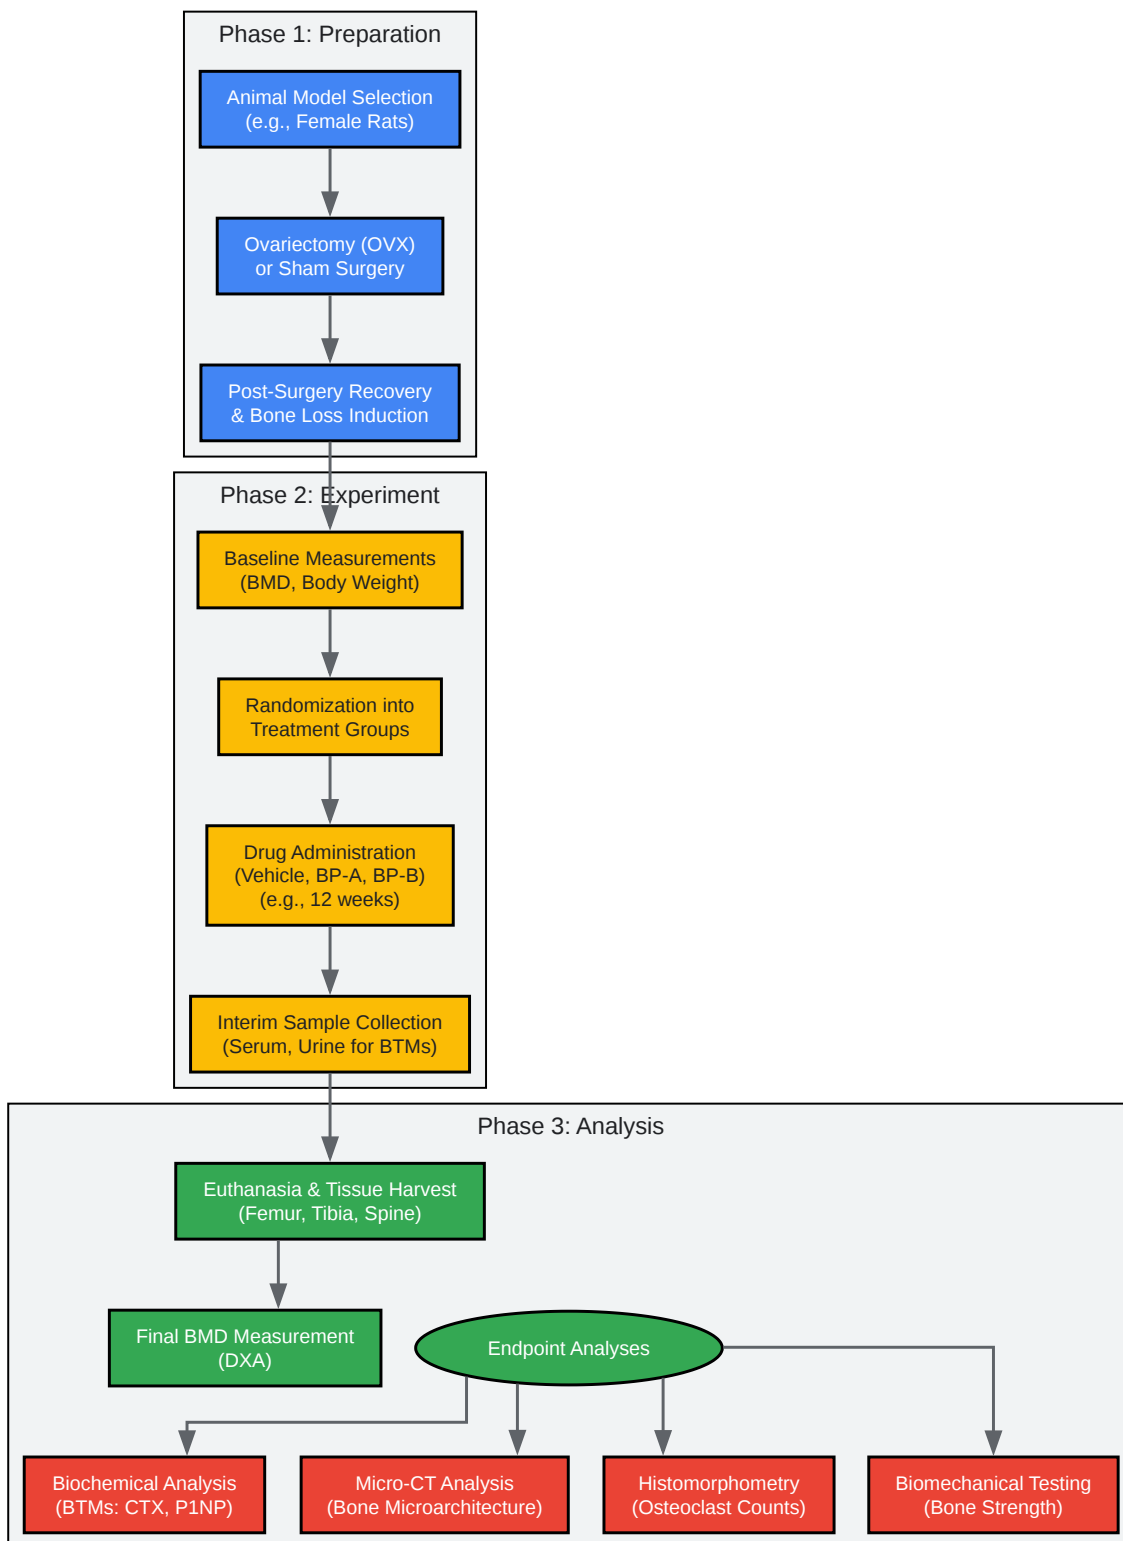 Phase 1: Preparation
Animal Model Selection
(e.g., Female Rats)
Ovariectomy (OVX)
or Sham Surgery
Post-Surgery Recovery
& Bone Loss Induction
Phase 2: Experiment
Baseline Measurements
(BMD, Body Weight)
Randomization into
Treatment Groups
Drug Administration
(Vehicle, BP-A, BP-B)
(e.g., 12 weeks)
Interim Sample Collection
(Serum, Urine for BTMs)
Phase 3: Analysis
Euthanasia & Tissue Harvest
(Femur, Tibia, Spine)
Final BMD Measurement
(DXA)
Endpoint Analyses
Biochemical Analysis
(BTMs: CTX, P1NP)
Micro-CT Analysis
(Bone Microarchitecture)
Histomorphometry
(Osteoclast Counts)
Biomechanical Testing
(Bone Strength)